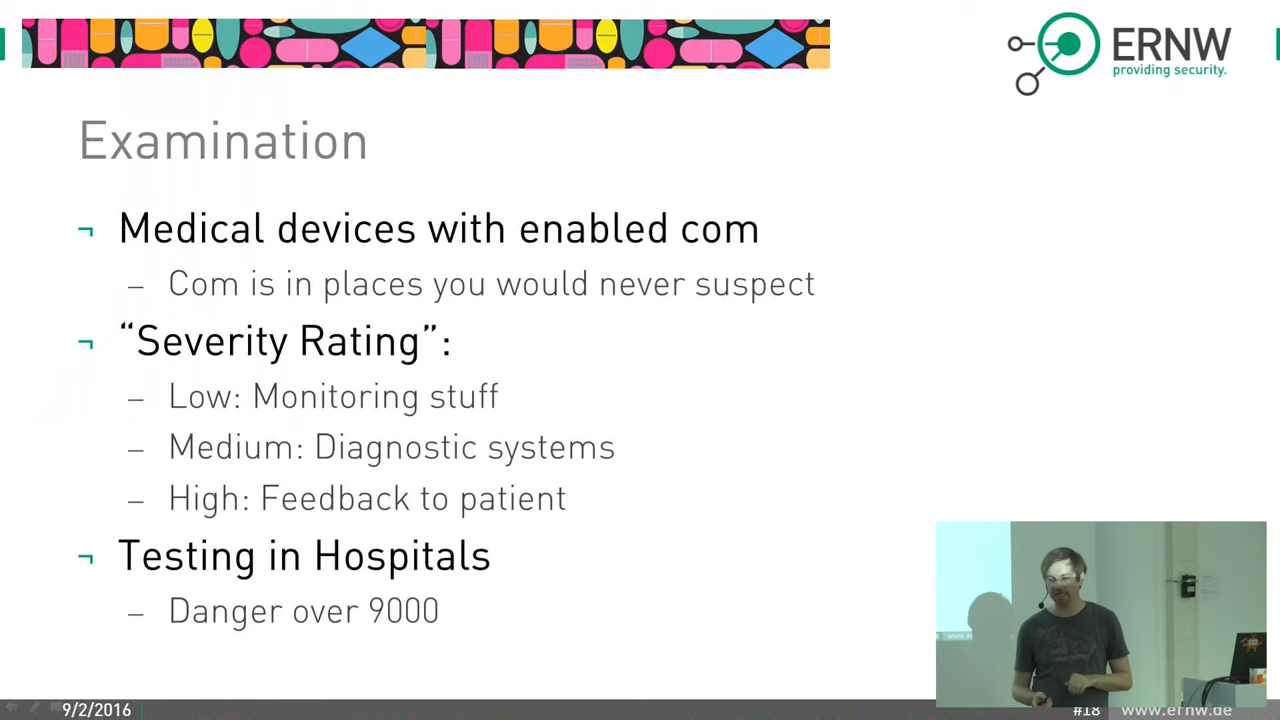 ERNW
providing security.
Examination
¬ Medical devices with enabled com
– Com is in places you would never suspect
¬ “Severity Rating”:
– Low: Monitoring stuff
– Medium: Diagnostic systems
– High: Feedback to patient
¬ Testing in Hospitals
– Danger over 9000
9/2/2016
#18
www.ernw.de